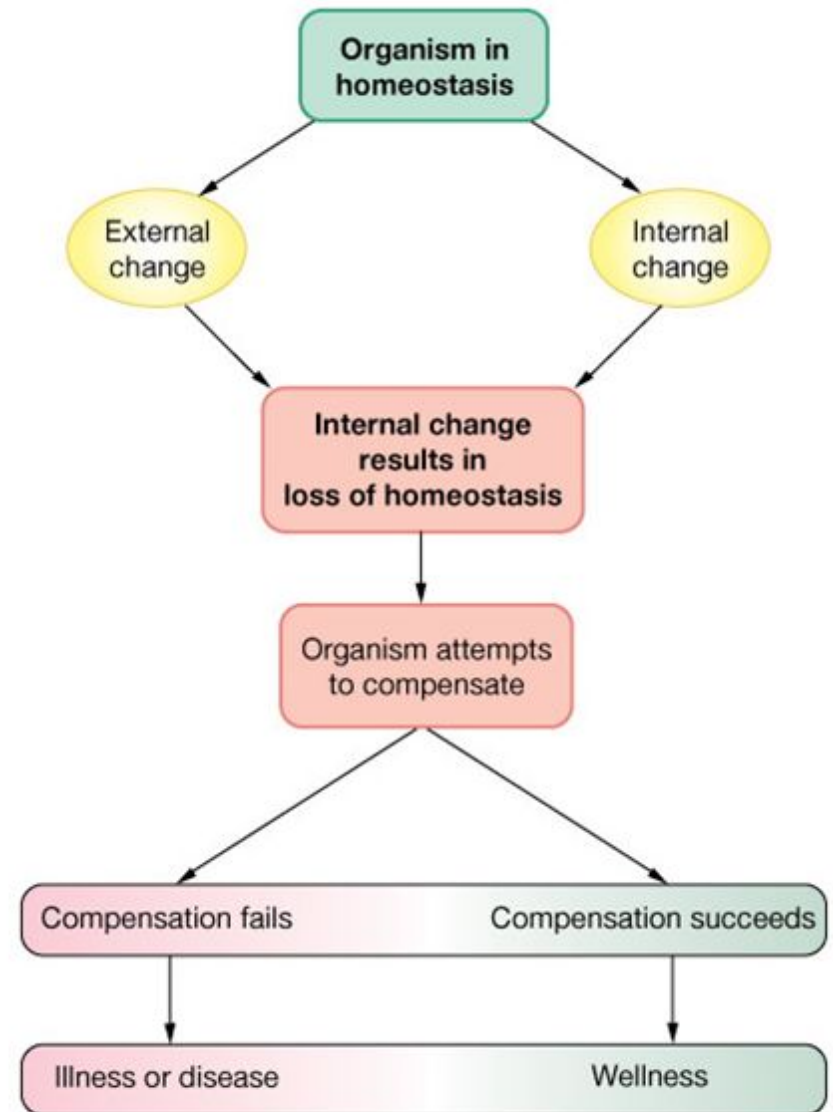 Organism in
homeostasis
External
change
Internal
change
Internal change
results in
loss of homeostasis
Organism attempts
to compensate
Compensation fails
Compensation succeeds
Illness or disease
Wellness